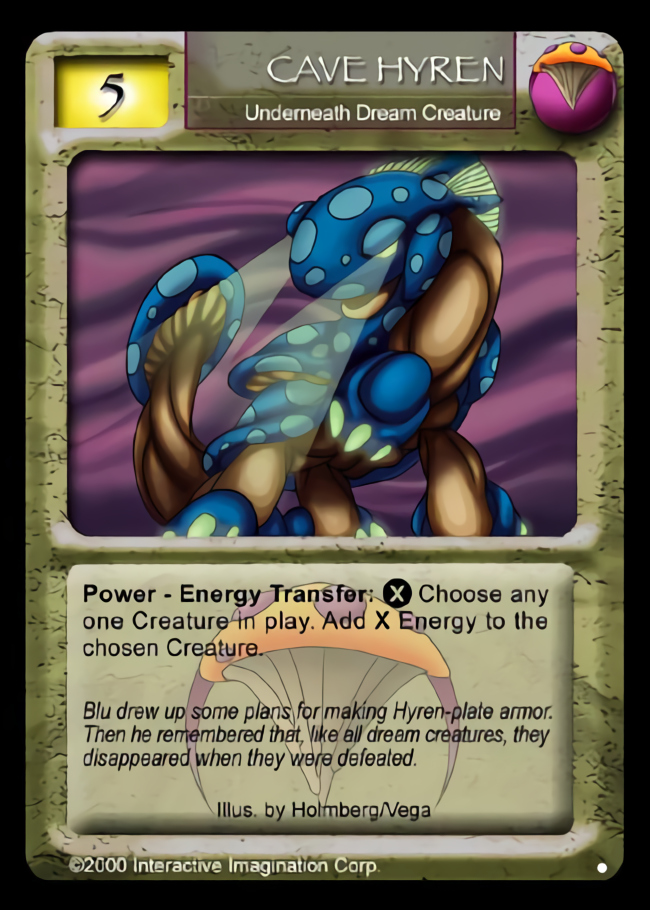 5
CAVE HYREN
Underneath Dream Creature
Power - Energy Transfer: X Choose any
one Creature in play. Add X Energy to the
chosen Creature.
Blu drew up some plans for making Hyren-plate armor.
Then he remembered that, like all dream creatures, they
disappeared when they were defeated.
Illus. by Holmberg/Vega
©2000 Interactive Imagination Corp.